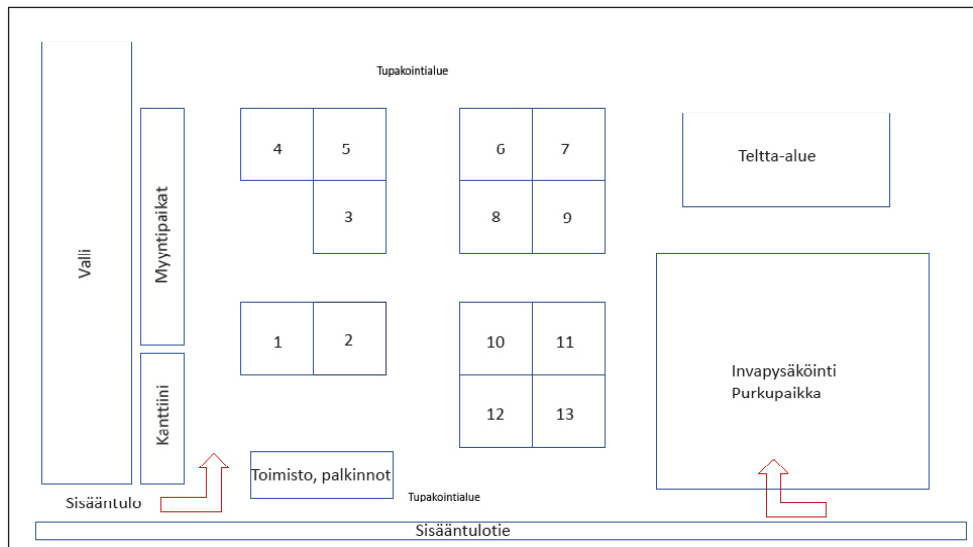 Tupakointialue
4
5
6
7
Teltta-alue
3
8
9
Valli
Myyntipaikat
1
2
10
11
Invapysäköinti
Purkupaikka
Kanttiini
12
13
Toimisto, palkinnot
Sisääntulo
Tupakointialue
Sisääntulotie